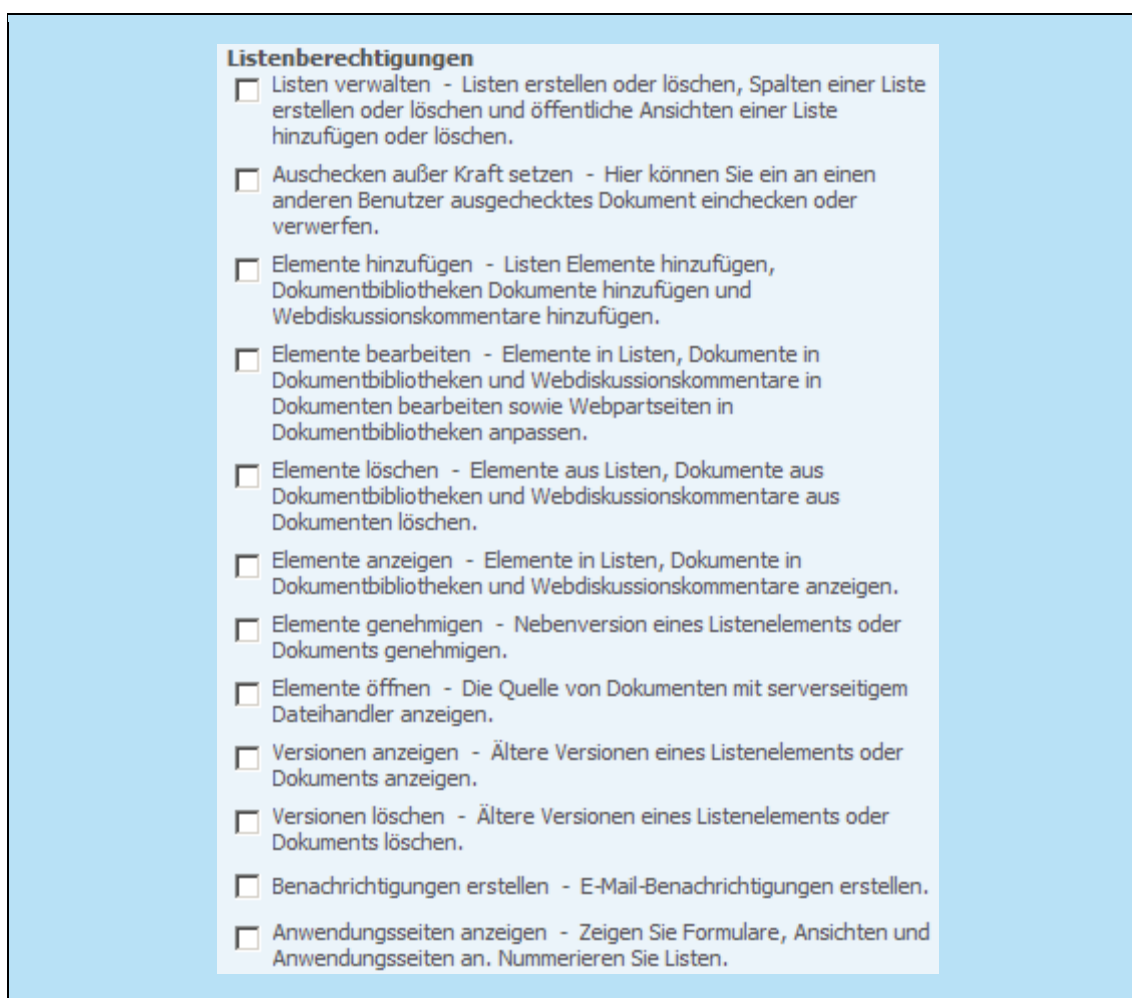 Listenberechtigungen
Listen verwalten - Listen erstellen oder löschen, Spalten einer Liste
erstellen oder löschen und öffentliche Ansichten einer Liste
hinzufügen oder löschen.
Auschecken außer Kraft setzen - Hier können Sie ein an einen
anderen Benutzer ausgechecktes Dokument einchecken oder
verwerfen.
Elemente hinzufügen - Listen Elemente hinzufügen,
Dokumentbibliotheken Dokumente hinzufügen und
Webdiskussionskommentare hinzufügen.
Elemente bearbeiten - Elemente in Listen, Dokumente in
Dokumentbibliotheken und Webdiskussionskommentare in
Dokumenten bearbeiten sowie Webpartseiten in
Dokumentbibliotheken anpassen.
Elemente löschen - Elemente aus Listen, Dokumente aus
Dokumentbibliotheken und Webdiskussionskommentare aus
Dokumenten löschen.
Elemente anzeigen - Elemente in Listen, Dokumente in
Dokumentbibliotheken und Webdiskussionskommentare anzeigen.
Elemente genehmigen - Nebenversion eines Listenelements oder
Dokuments genehmigen.
Elemente öffnen - Die Quelle von Dokumenten mit serverseitigem
Dateihandler anzeigen.
Versionen anzeigen - Ältere Versionen eines Listenelements oder
Dokuments anzeigen.
Versionen löschen - Ältere Versionen eines Listenelements oder
Dokuments löschen.
Benachrichtigungen erstellen - E-Mail-Benachrichtigungen erstellen.
Anwendungsseiten anzeigen - Zeigen Sie Formulare, Ansichten und
Anwendungsseiten an. Nummerieren Sie Listen.